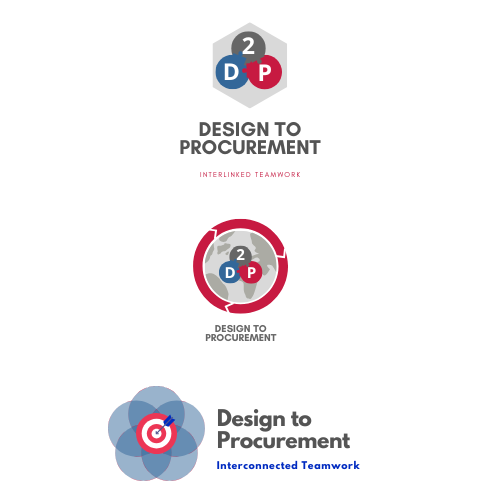 2
D P
DESIGN TO
PROCUREMENT
INTERLINKED TEAMWORK
2
D P
DESIGN TO
PROCUREMENT
Design to
Procurement
Interconnected Teamwork